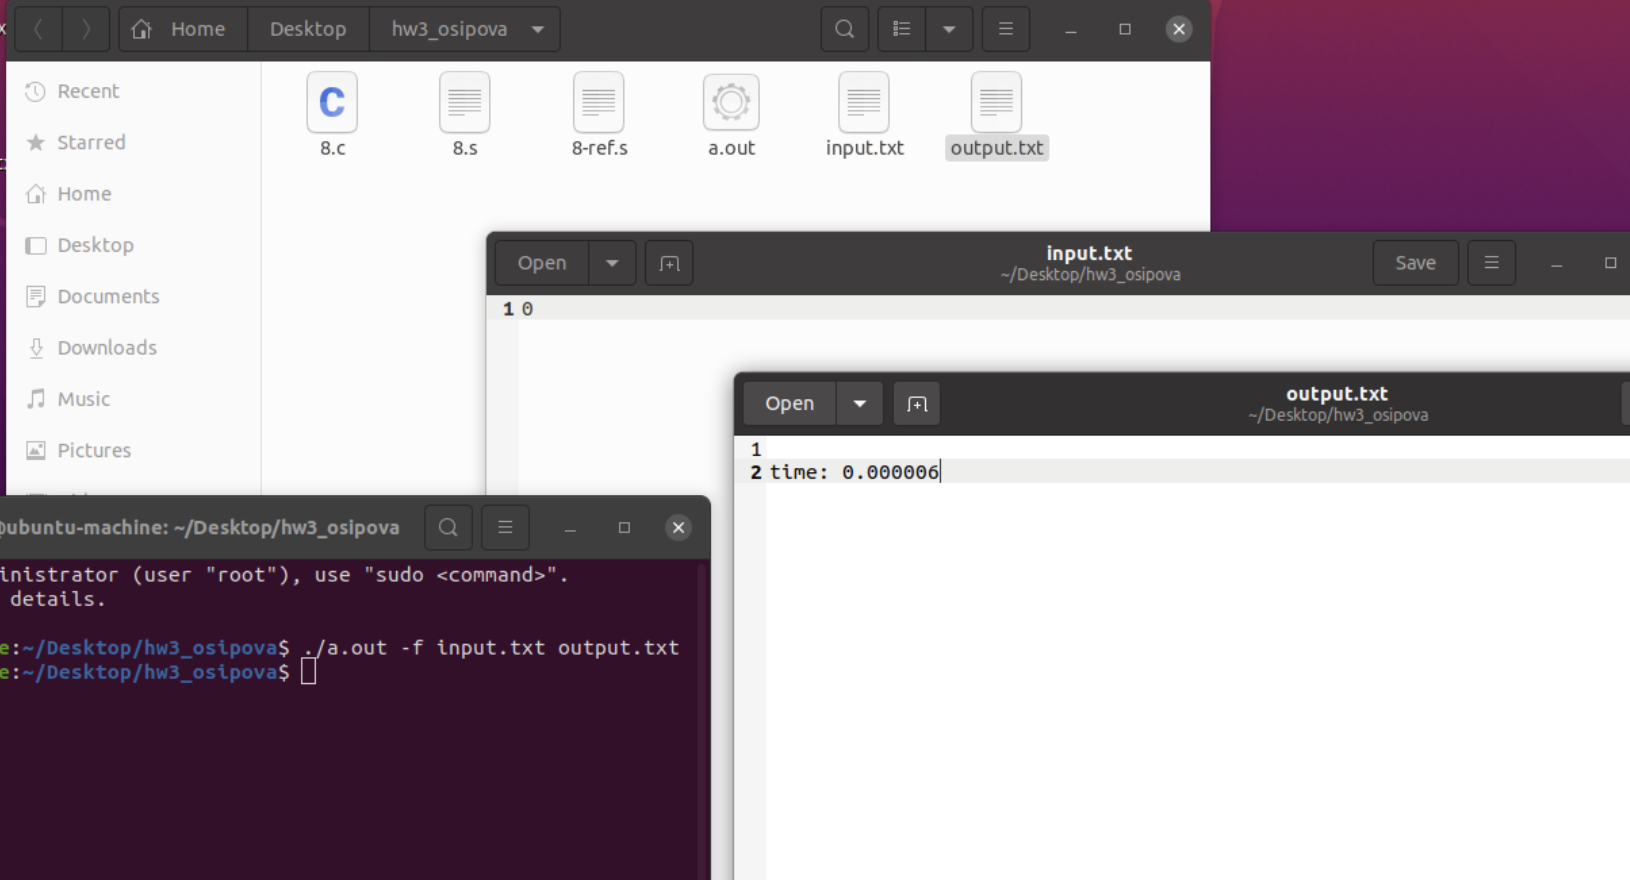 Home Desktop hw3_osipova
Recent
Starred
Home
Desktop
Documents
Downloads
Music
Pictures
8.c 8.s 8-ref.s a.out input.txt output.txt
Open input.txt Save
~/Desktop/hw3_osipova
1 0
Open output.txt
~/Desktop/hw3_osipova
1
2 time: 0.000006
@ubuntu-machine: ~/Desktop/hw3_osipova
inistrator (user "root"), use "sudo <command>".
details.
e:~/Desktop/hw3_osipova$ ./a.out -f input.txt output.txt
e:~/Desktop/hw3_osipova$